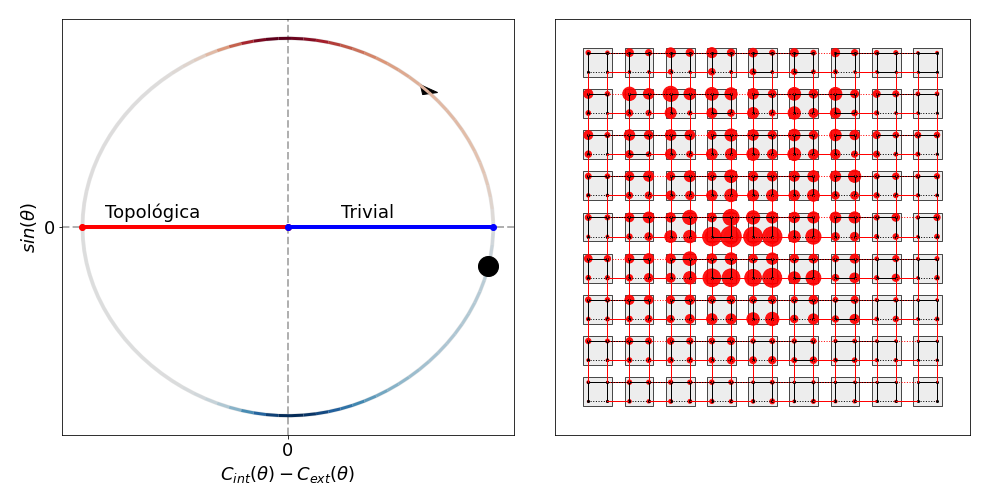 Topológica
Trivial
sin(θ)
0
0
C_int(θ) − C_ext(θ)